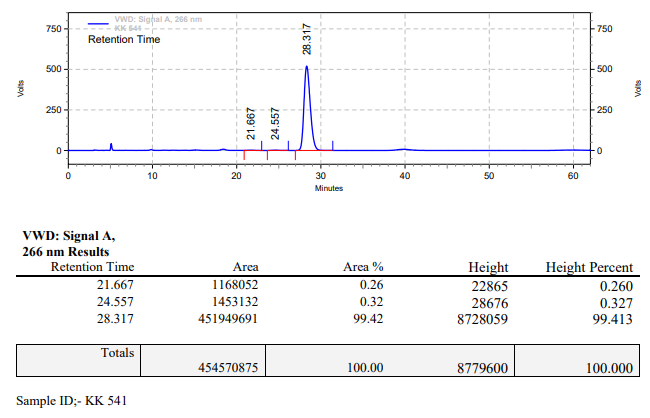 VWD: Signal A, 266 nm
KK 541
Retention Time
750
500
250
0
Volts
21.667
24.557
28.317
750
500
250
0
Volts
0 10 20 30 40 50 60
Minutes
VWD: Signal A,
266 nm Results
Retention Time Area Area % Height Height Percent
21.667 1168052 0.26 22865 0.260
24.557 1453132 0.32 28676 0.327
28.317 451949691 99.42 8728059 99.413
Totals
454570875 100.00 8779600 100.000
Sample ID;- KK 541